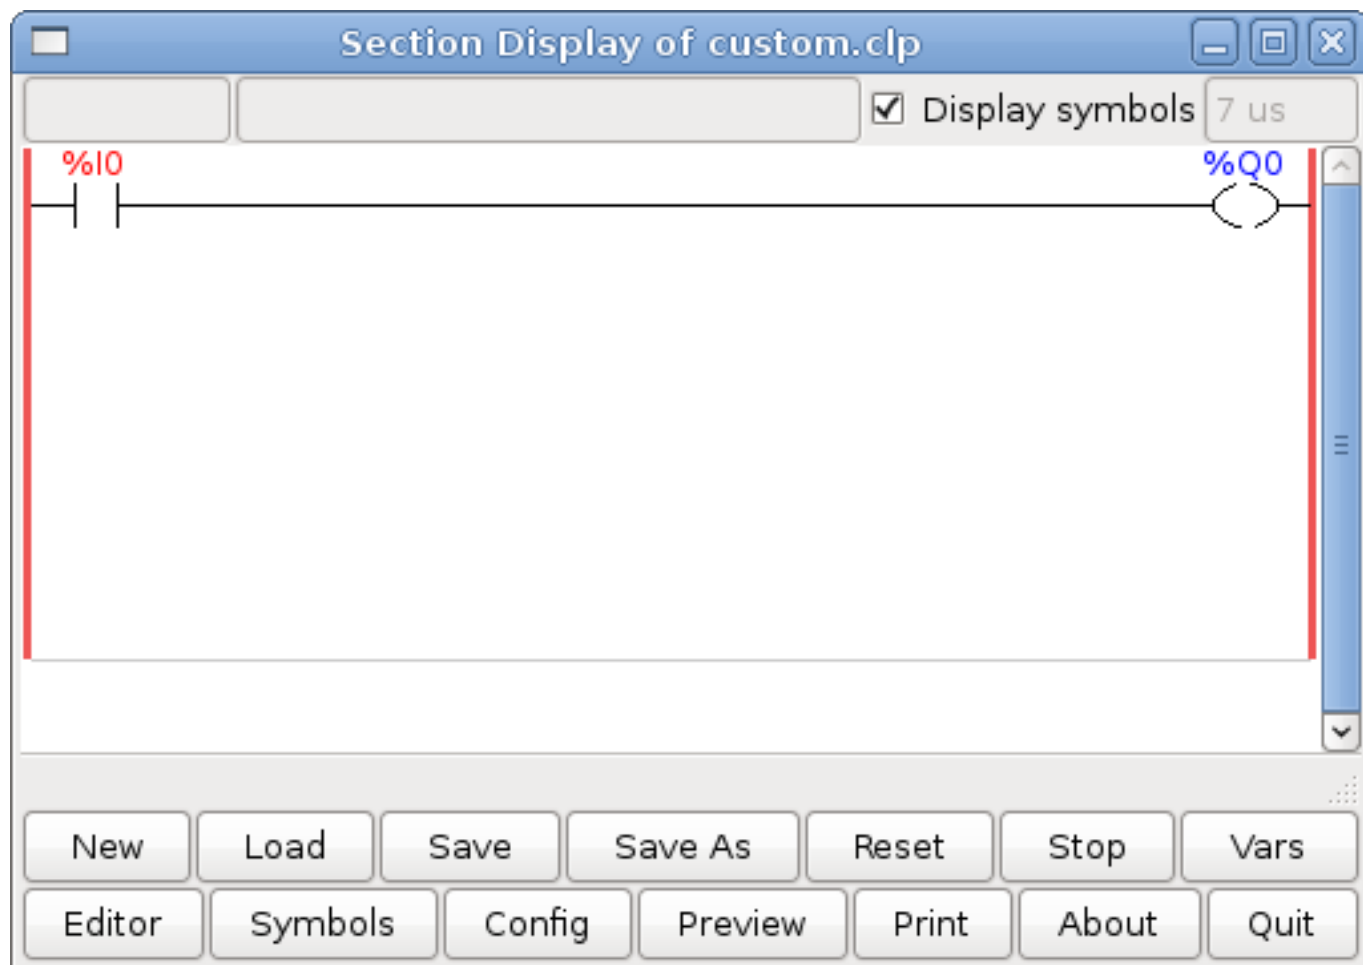 Section Display of custom.clp
Display symbols 7 us
%I0 %Q0
New Load Save Save As Reset Stop Vars
Editor Symbols Config Preview Print About Quit